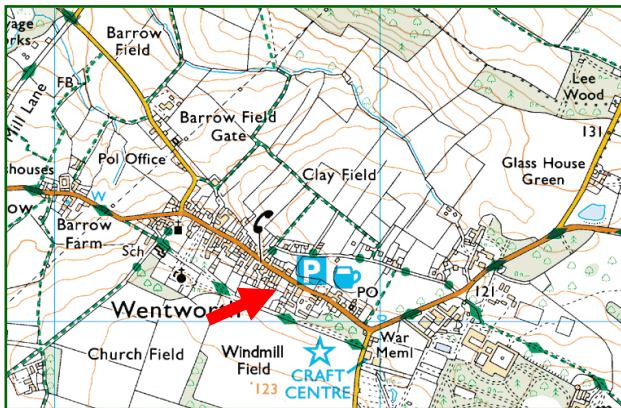 Barrow
Field
FB
Mill Lane
Barrow Field
Gate
Lee
Wood
131
Pol Office
Clay Field
Glass House
Green
W
Barrow
Farm
Sch
P
PO
121
Wentworth
War
Meml
Church Field
Windmill
Field
123
CRAFT
CENTRE